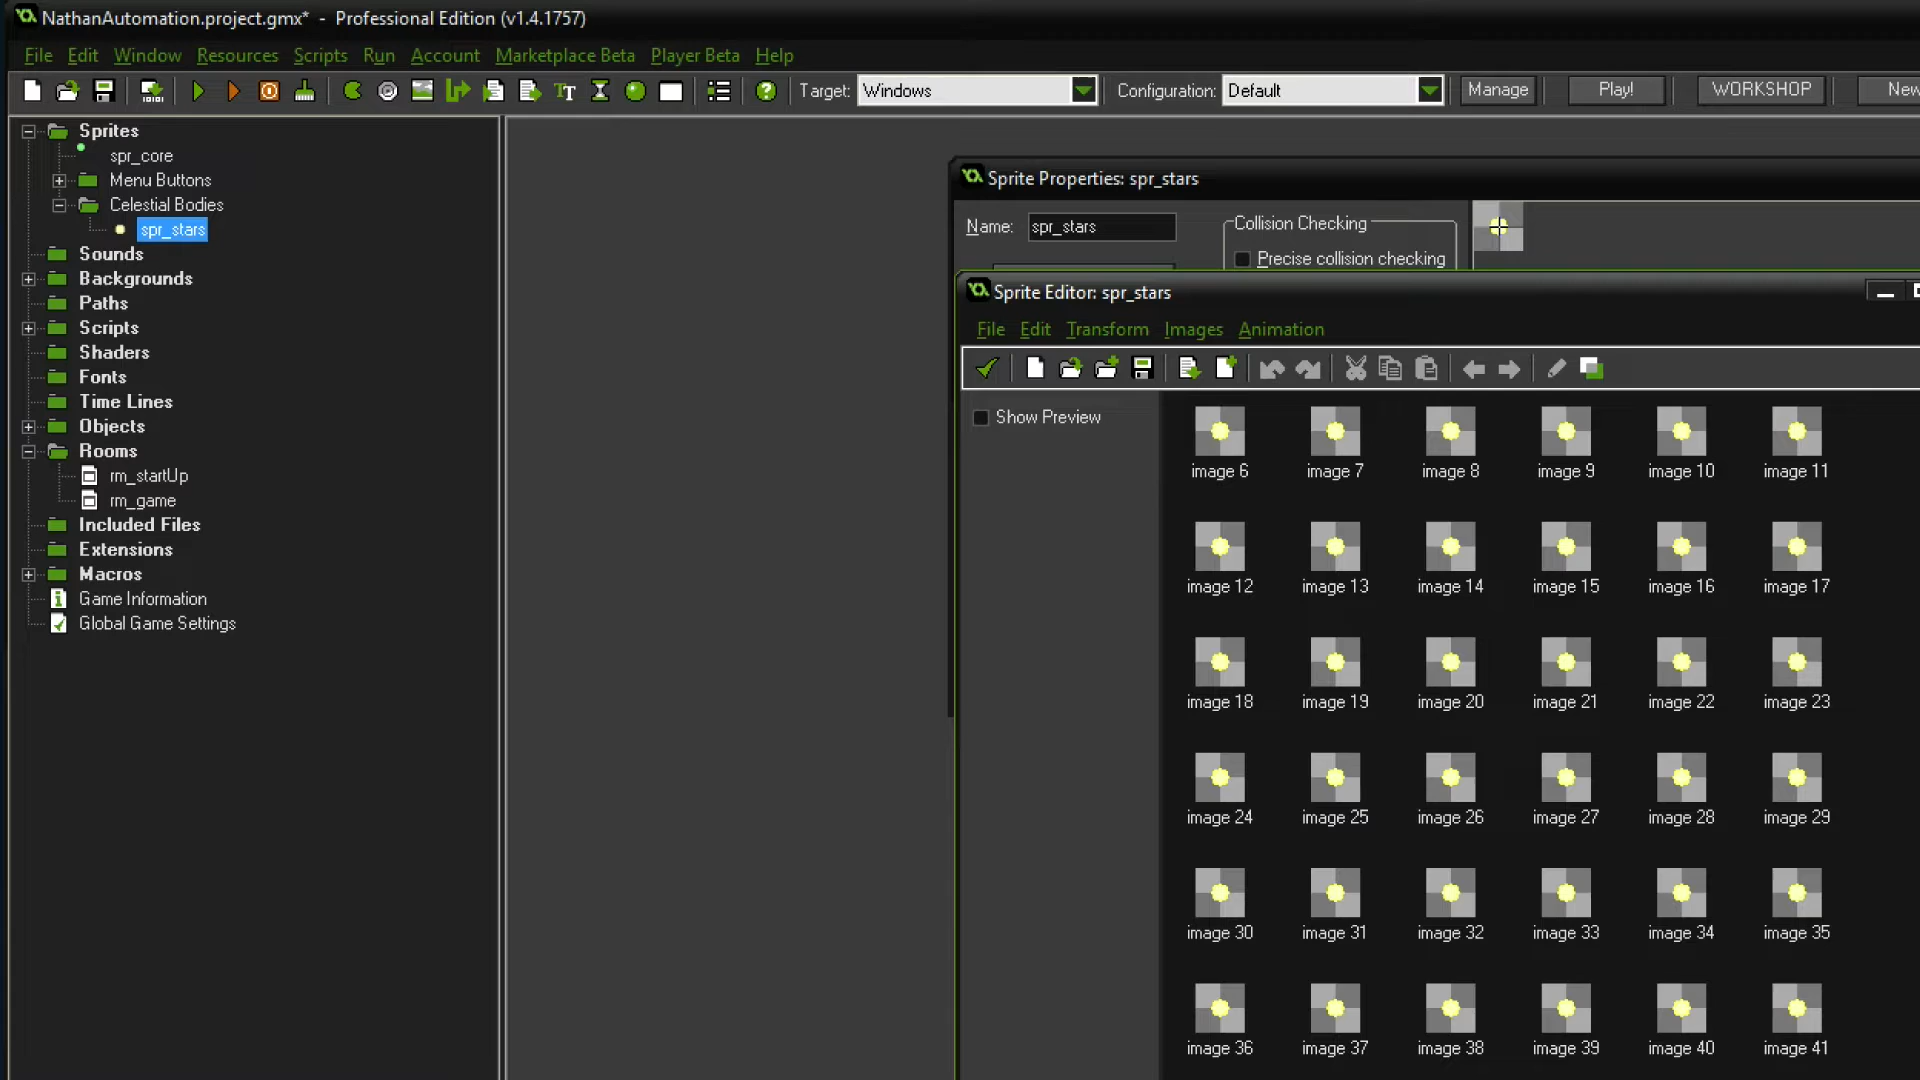 NathanAutomation.project.gmx* - Professional Edition (v1.4.1757)
File Edit Window Resources Scripts Run Account Marketplace Beta Player Beta Help
Target: Windows Configuration: Default Manage Play! WORKSHOP New
Sprites
spr_core
Menu Buttons
Celestial Bodies
spr_stars
Sounds
Backgrounds
Paths
Scripts
Shaders
Fonts
Time Lines
Objects
Rooms
rm_startUp
rm_game
Included Files
Extensions
Macros
Game Information
Global Game Settings
Sprite Properties: spr_stars
Name: spr_stars
Collision Checking
Precise collision checking
Sprite Editor: spr_stars
File Edit Transform Images Animation
Show Preview
image 6 image 7 image 8 image 9 image 10 image 11
image 12 image 13 image 14 image 15 image 16 image 17
image 18 image 19 image 20 image 21 image 22 image 23
image 24 image 25 image 26 image 27 image 28 image 29
image 30 image 31 image 32 image 33 image 34 image 35
image 36 image 37 image 38 image 39 image 40 image 41